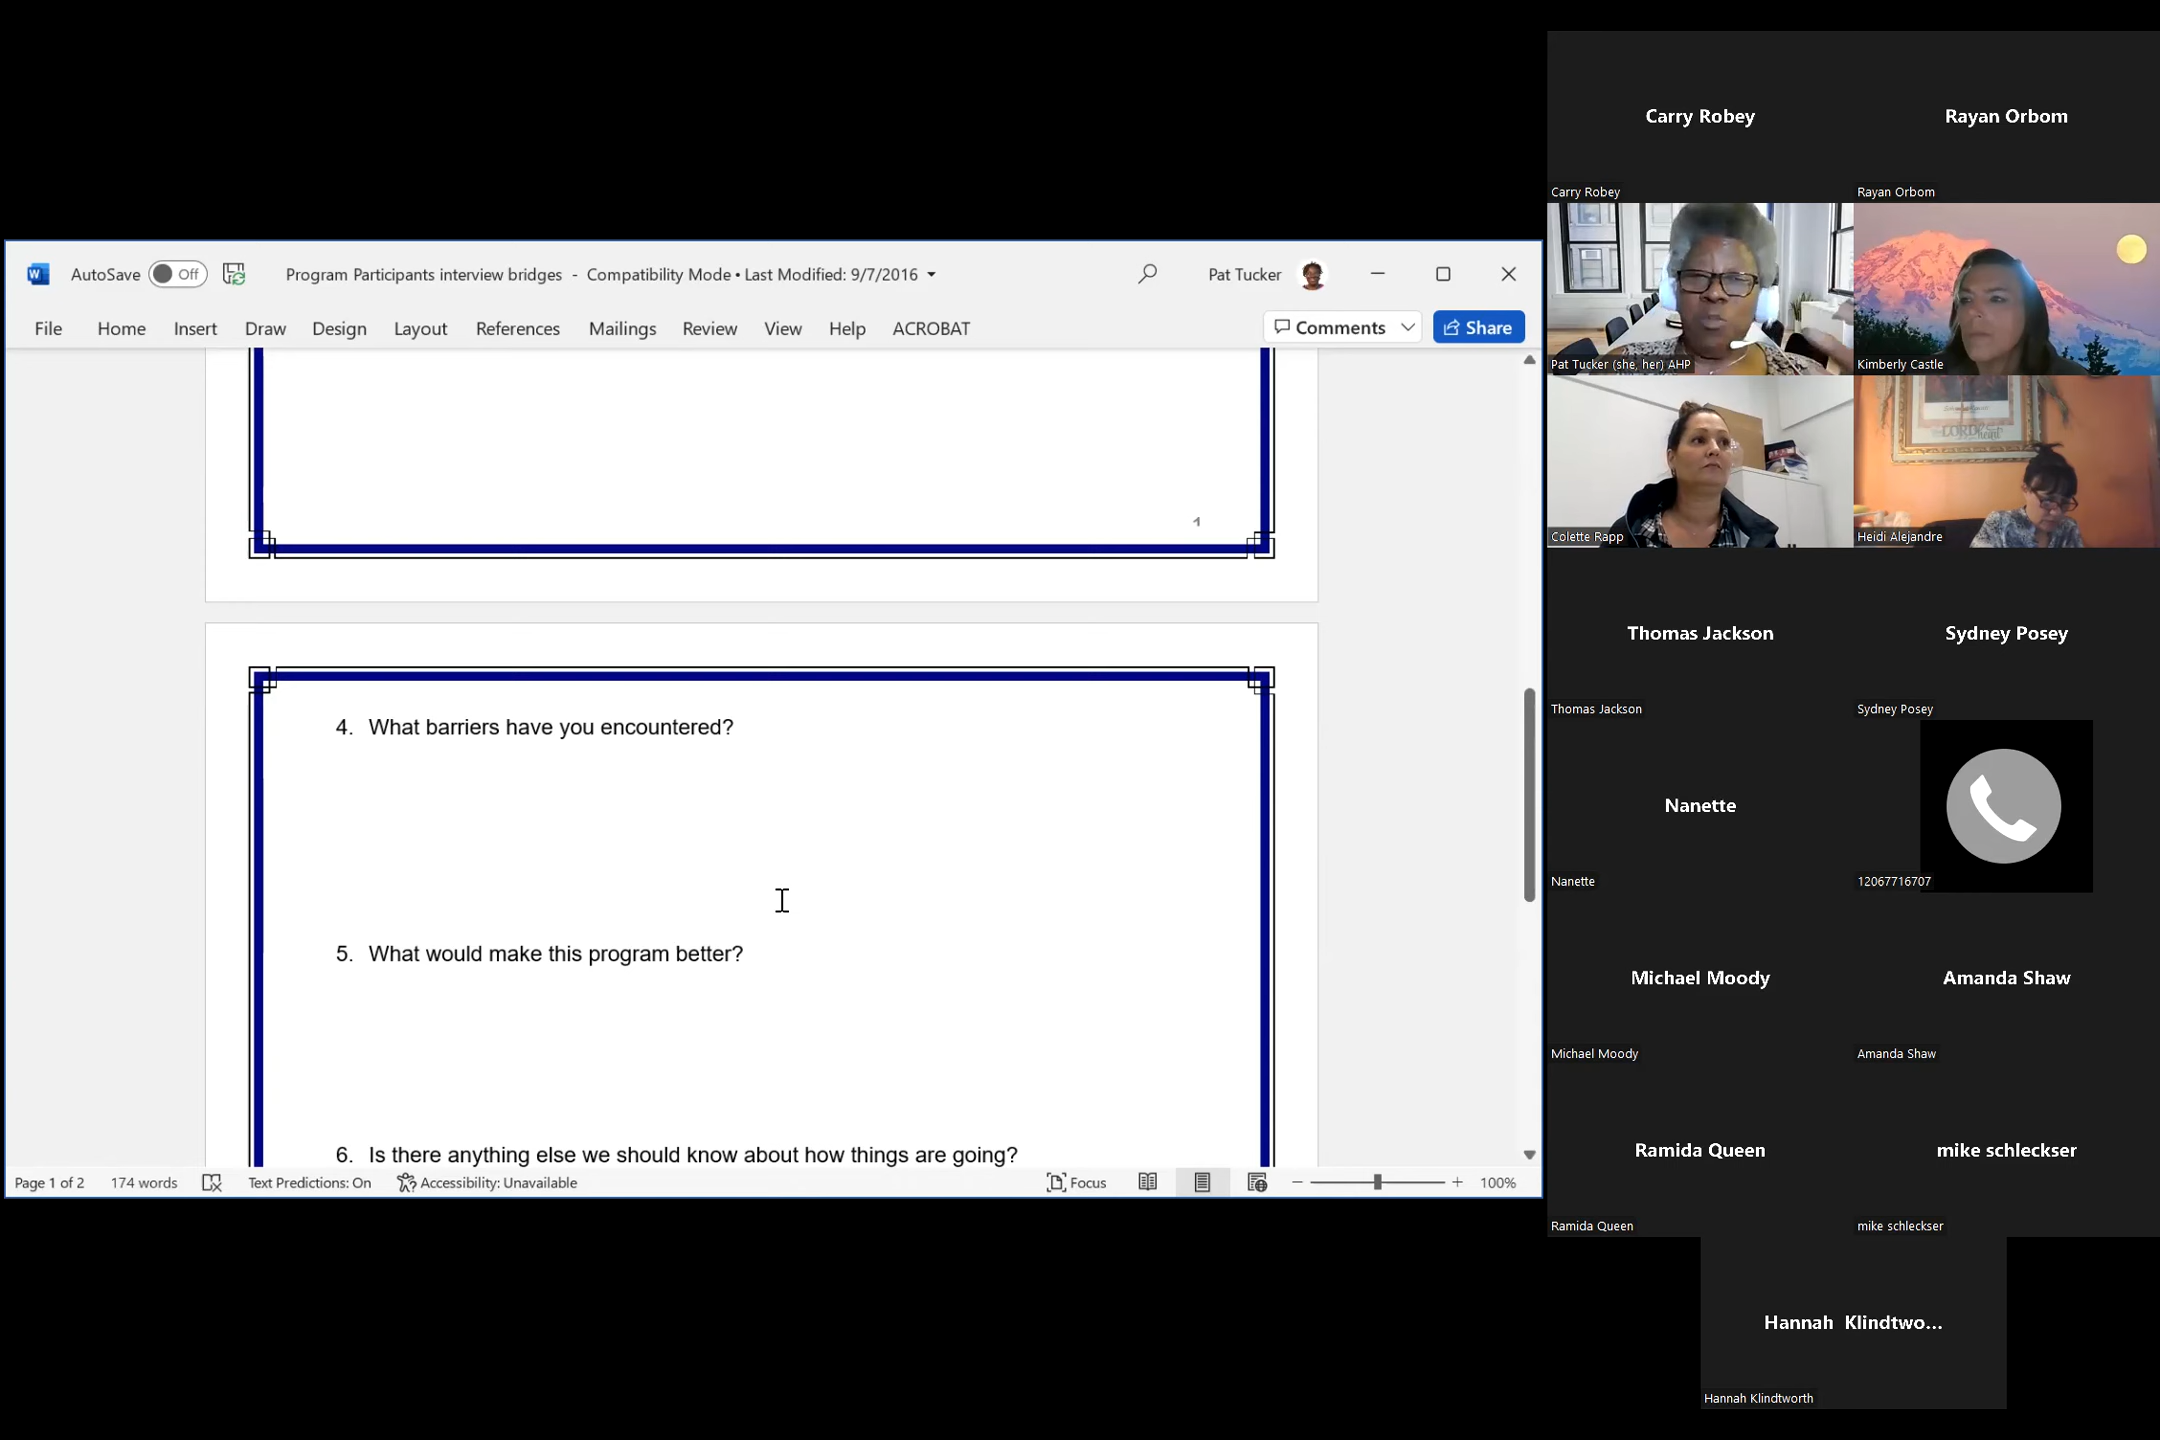 AutoSave Off Program Participants interview bridges - Compatibility Mode • Last Modified: 9/7/2016 Pat Tucker
File Home Insert Draw Design Layout References Mailings Review View Help ACROBAT Comments Share
1
4. What barriers have you encountered?
5. What would make this program better?
6. Is there anything else we should know about how things are going?
Page 1 of 2 174 words Text Predictions: On Accessibility: Unavailable Focus 100%
Carry Robey
Carry Robey
Rayan Orbom
Rayan Orbom
Pat Tucker (she, her) AHP
Kimberly Castle
Colette Rapp
LORD
heart
Heidi Alejandre
Thomas Jackson
Thomas Jackson
Sydney Posey
Sydney Posey
Nanette
Nanette
12067716707
Michael Moody
Michael Moody
Amanda Shaw
Amanda Shaw
Ramida Queen
Ramida Queen
mike schleckser
mike schleckser
Hannah Klindtwo...
Hannah Klindtworth